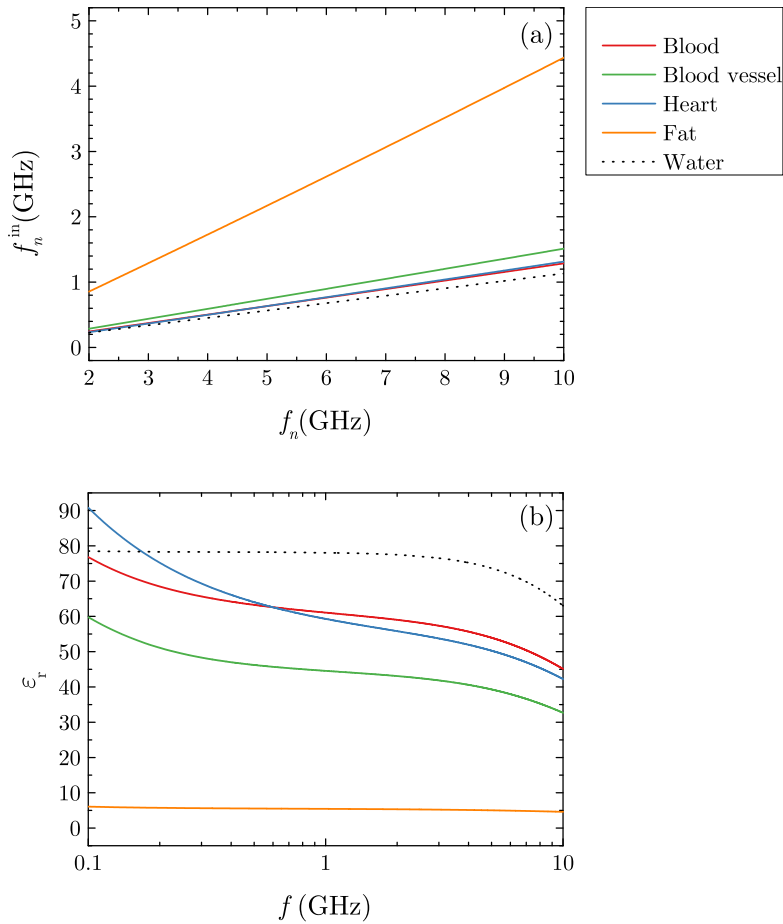 (a)
5
4
3
2
1
0
f_n^in(GHz)
2 3 4 5 6 7 8 9 10
f_n(GHz)
Blood
Blood vessel
Heart
Fat
Water
(b)
90
80
70
60
50
40
30
20
10
0
ε_r
0.1 1 10
f (GHz)